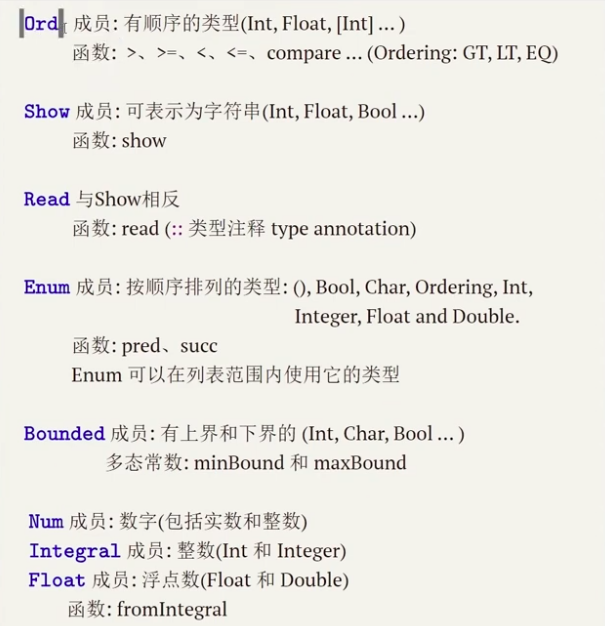 Ord 成员: 有顺序的类型(Int, Float, [Int] … )
函数: >、>=、<、<=、compare … (Ordering: GT, LT, EQ)
Show 成员: 可表示为字符串(Int, Float, Bool …)
函数: show
Read 与Show相反
函数: read (:: 类型注释 type annotation)
Enum 成员: 按顺序排列的类型: (), Bool, Char, Ordering, Int,
Integer, Float and Double.
函数: pred、succ
Enum 可以在列表范围内使用它的类型
Bounded 成员: 有上界和下界的 (Int, Char, Bool … )
多态常数: minBound 和 maxBound
Num 成员: 数字(包括实数和整数)
Integral 成员: 整数(Int 和 Integer)
Float 成员: 浮点数(Float 和 Double)
函数: fromIntegral